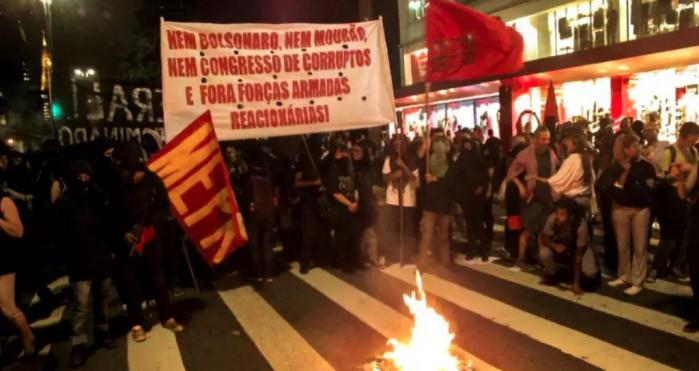 NEM BOLSONARO, NEM MOURÃO,
NEM CONGRESSO DE CORRUPTOS
E FORA FORÇAS ARMADAS
REACIONÁRIAS!
MEPR